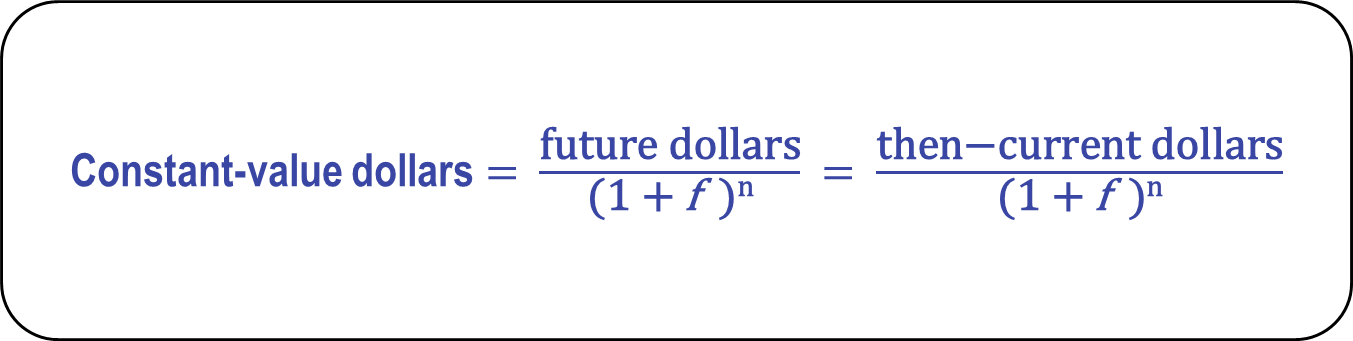 Constant-value dollars = future dollars / (1 + f )ⁿ = then−current dollars / (1 + f )ⁿ